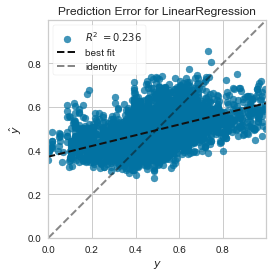 Prediction Error for LinearRegression
R² = 0.236
best fit
identity
ŷ
0.8
0.6
0.4
0.2
0.0
0.0 0.2 0.4 0.6 0.8
y